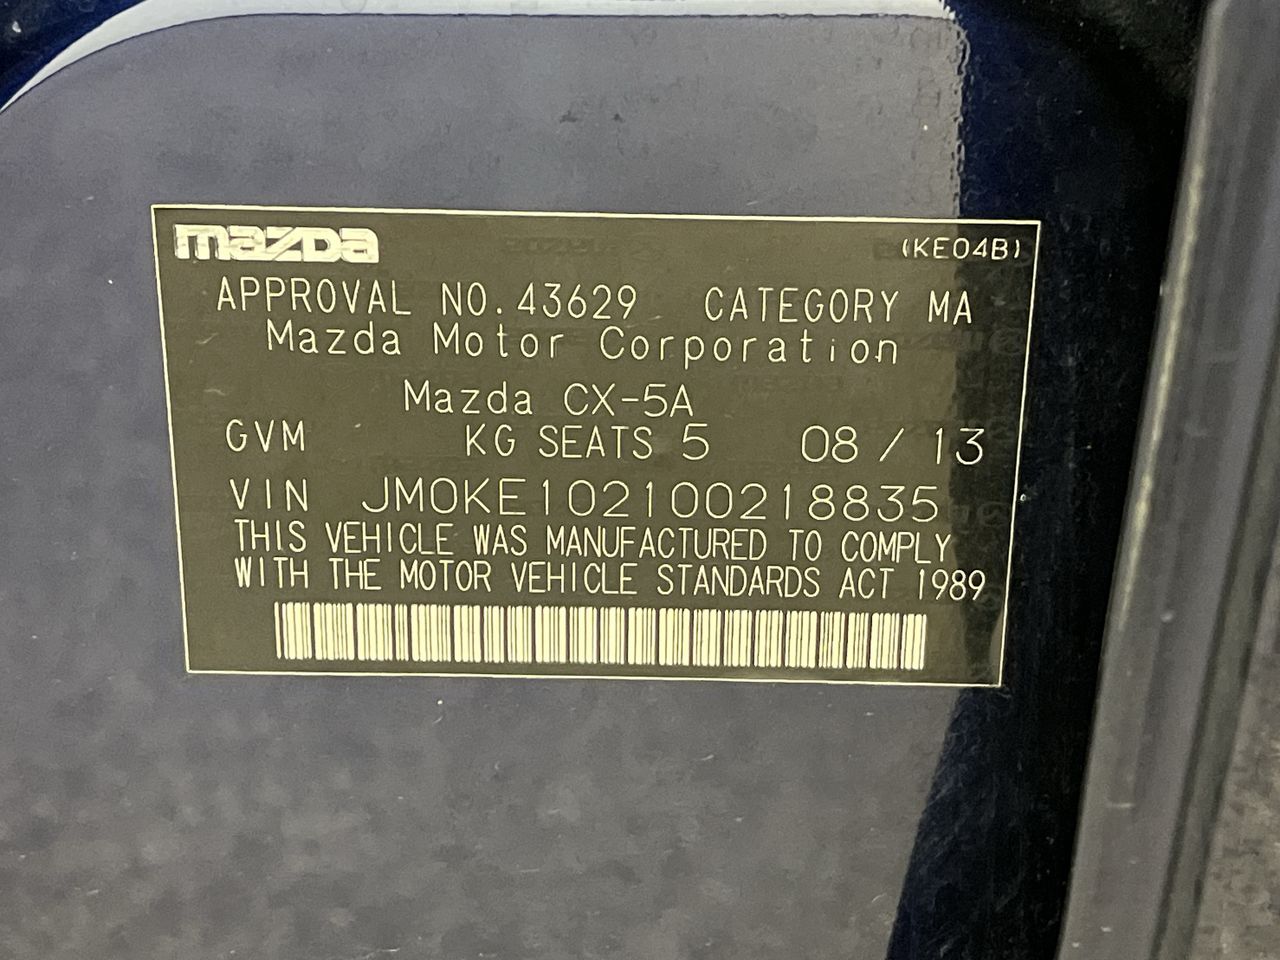 mazda (KE04B)
APPROVAL NO.43629 CATEGORY MA
Mazda Motor Corporation
Mazda CX-5A
GVM KG SEATS 5 08/13
VIN JM0KE102100218835
THIS VEHICLE WAS MANUFACTURED TO COMPLY
WITH THE MOTOR VEHICLE STANDARDS ACT 1989